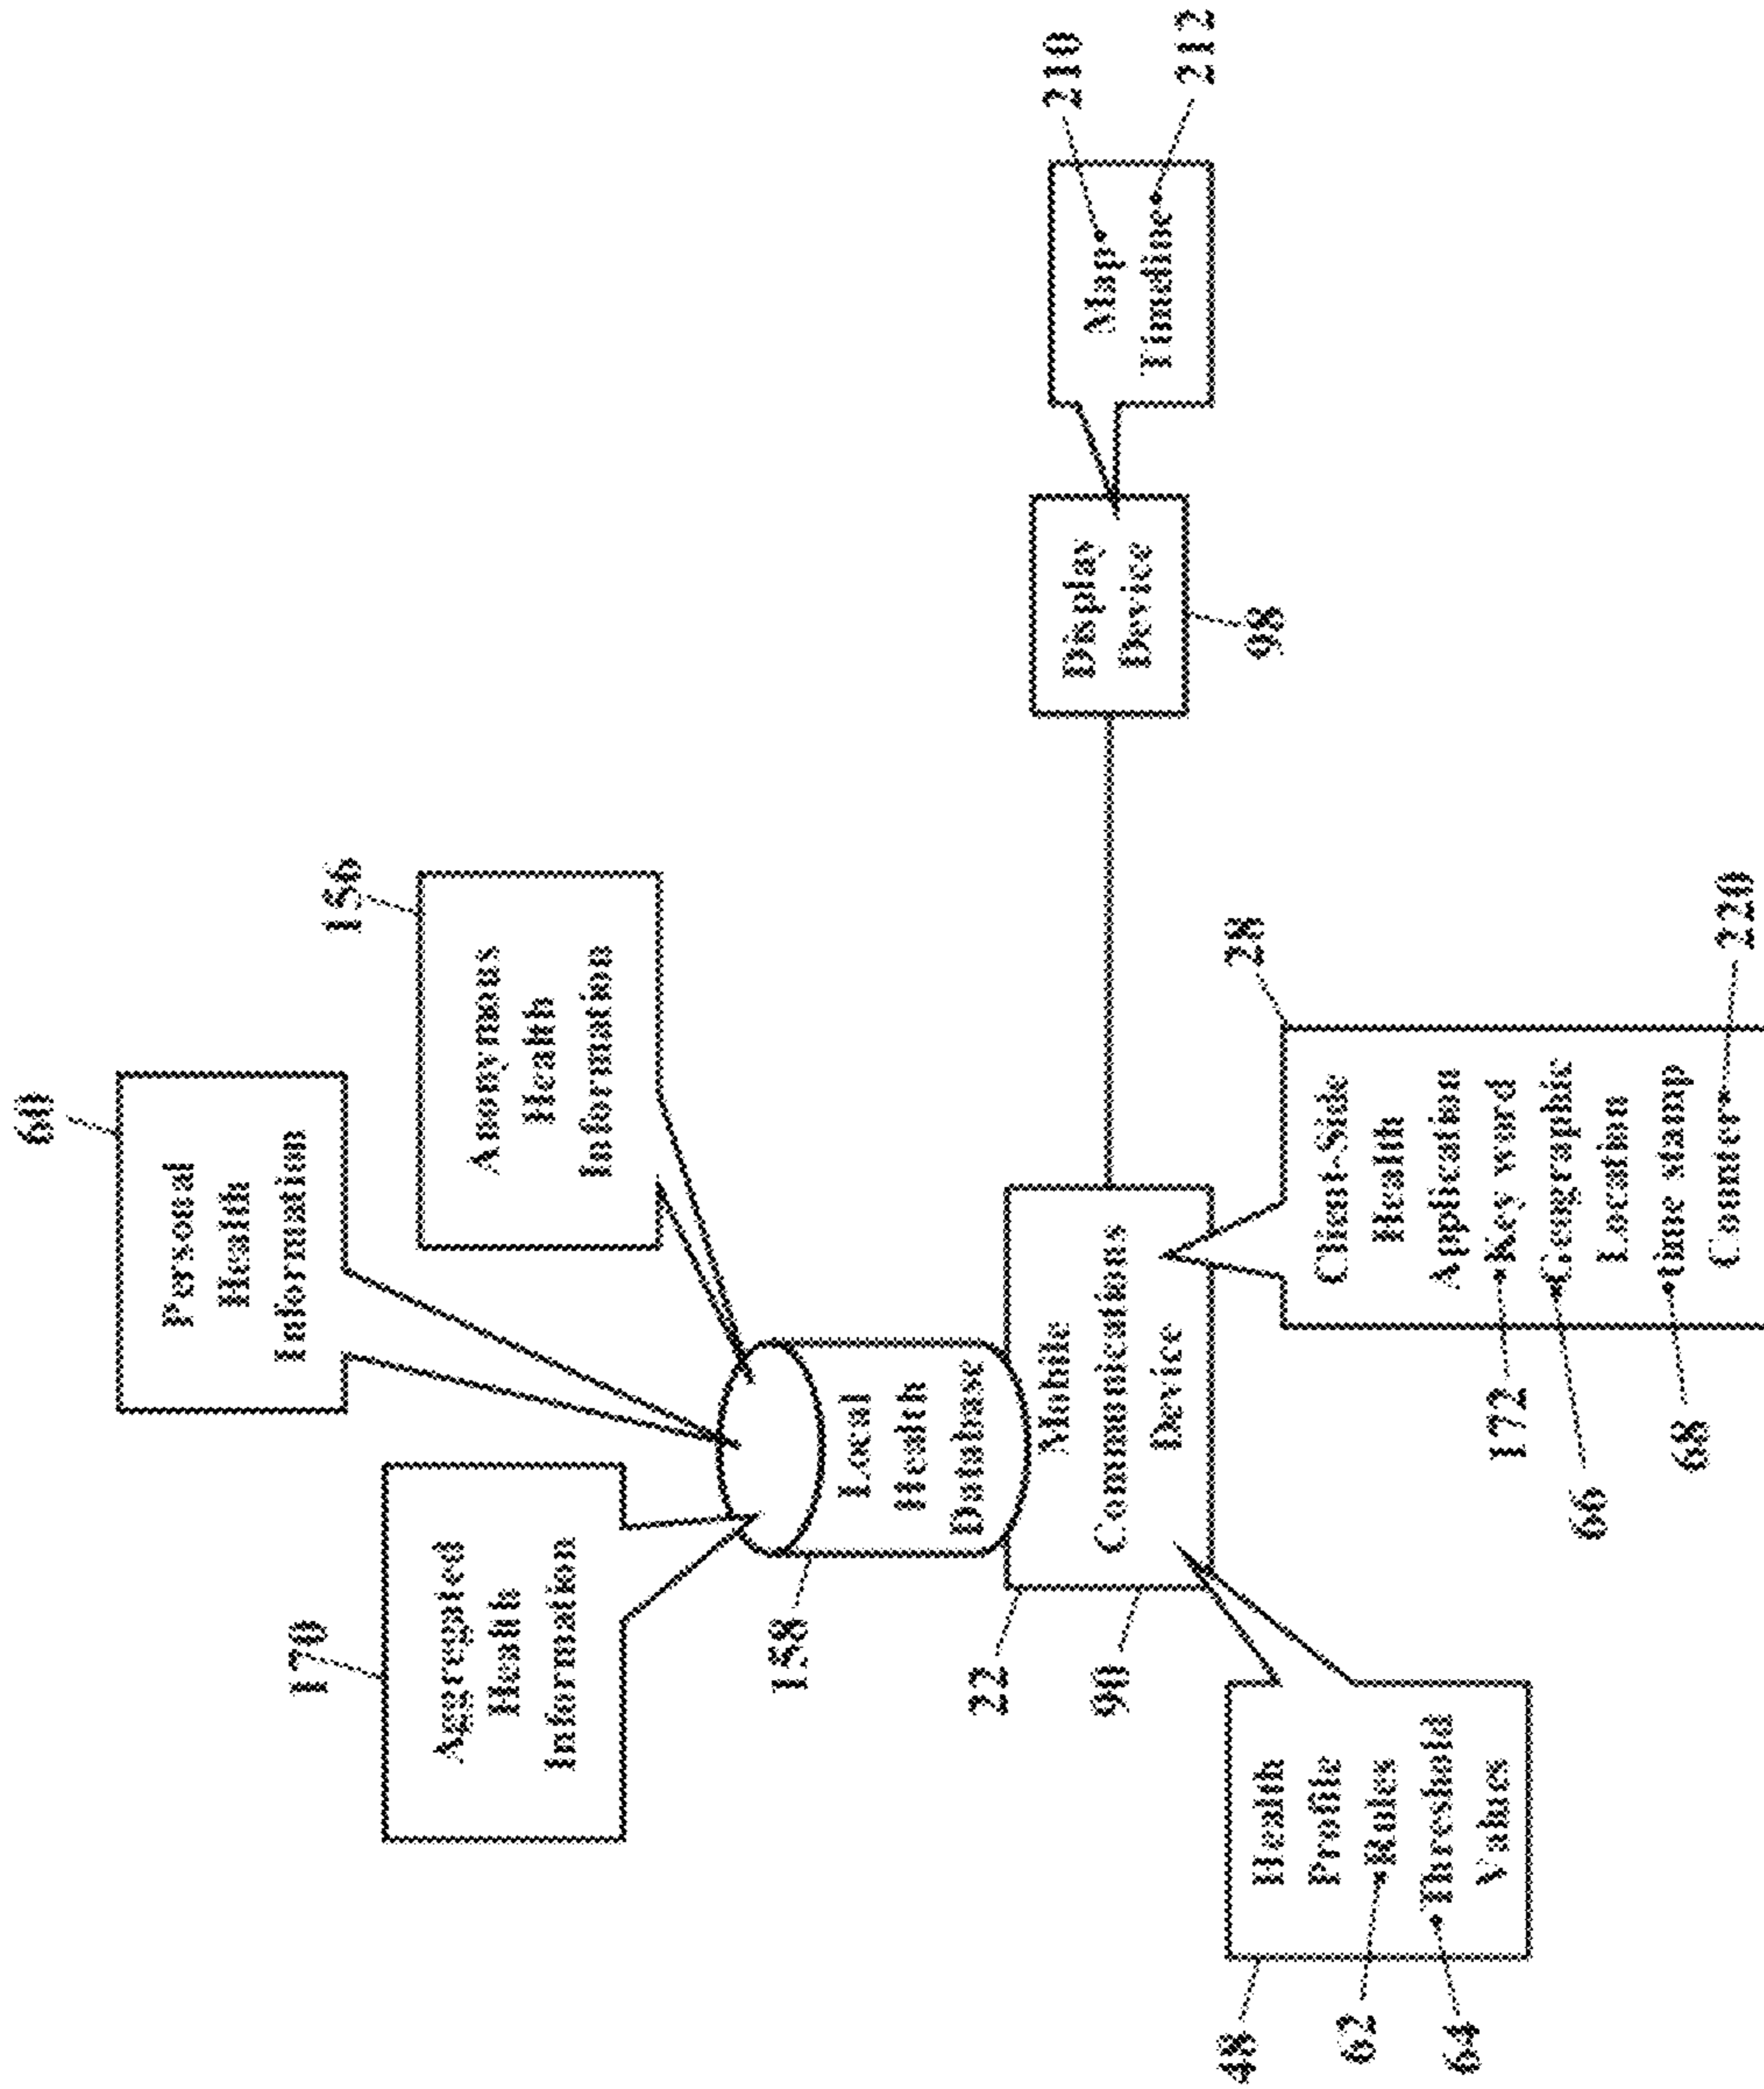 60
Personal
Health
Information
170
Aggregated
Health
Information
156
Anonymous
Health
Information
158
Local
Health
Database
22
90
Mobile
Communications
Device
Display
Device
98
Map
Timeline
210
212
48
Health
Profile
Rules
Threshold
Values
62
64
28
Client-Side
Health
Application
Key word
Geographic
Location
time stamp
Counter
172
66
68
220